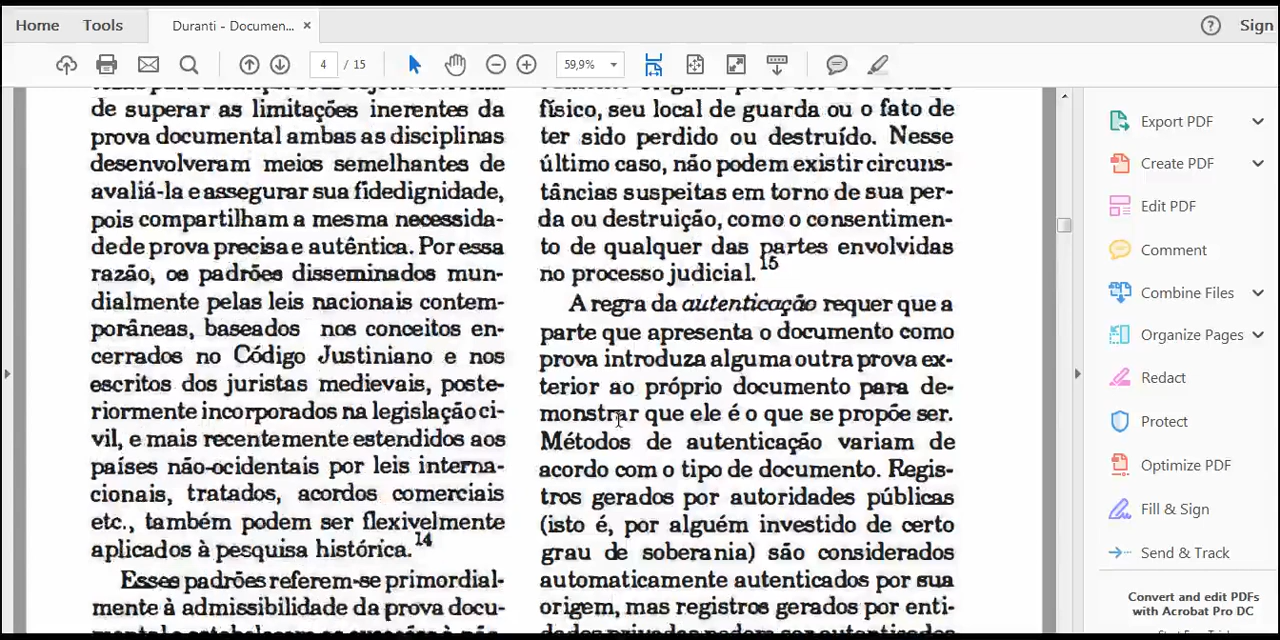 Home Tools Duranti - Documen... × ? Sign
4 / 15 59,9%
de superar as limitações inerentes da
prova documental ambas as disciplinas
desenvolveram meios semelhantes de
avaliá-la e assegurar sua fidedignidade,
pois compartilham a mesma necessida-
de de prova precisa e autêntica. Por essa
razão, os padrões disseminados mun-
dialmente pelas leis nacionais contem-
porâneas, baseados nos conceitos en-
cerrados no Código Justiniano e nos
escritos dos juristas medievais, poste-
riormente incorporados na legislação ci-
vil, e mais recentemente estendidos aos
países não-ocidentais por leis interna-
cionais, tratados, acordos comerciais
etc., também podem ser flexivelmente
aplicados à pesquisa histórica.14
Esses padrões referem-se primordial-
mente à admissibilidade da prova docu-
físico, seu local de guarda ou o fato de
ter sido perdido ou destruído. Nesse
último caso, não podem existir circuns-
tâncias suspeitas em torno de sua per-
da ou destruição, como o consentimen-
to de qualquer das partes envolvidas
no processo judicial.15
A regra da autenticação requer que a
parte que apresenta o documento como
prova introduza alguma outra prova ex-
terior ao próprio documento para de-
monstrar que ele é o que se propõe ser.
Métodos de autenticação variam de
acordo com o tipo de documento. Regis-
tros gerados por autoridades públicas
(isto é, por alguém investido de certo
grau de soberania) são considerados
automaticamente autenticados por sua
origem, mas registros gerados por enti-
Export PDF
Create PDF
Edit PDF
Comment
Combine Files
Organize Pages
Redact
Protect
Optimize PDF
Fill & Sign
Send & Track
Convert and edit PDFs
with Acrobat Pro DC